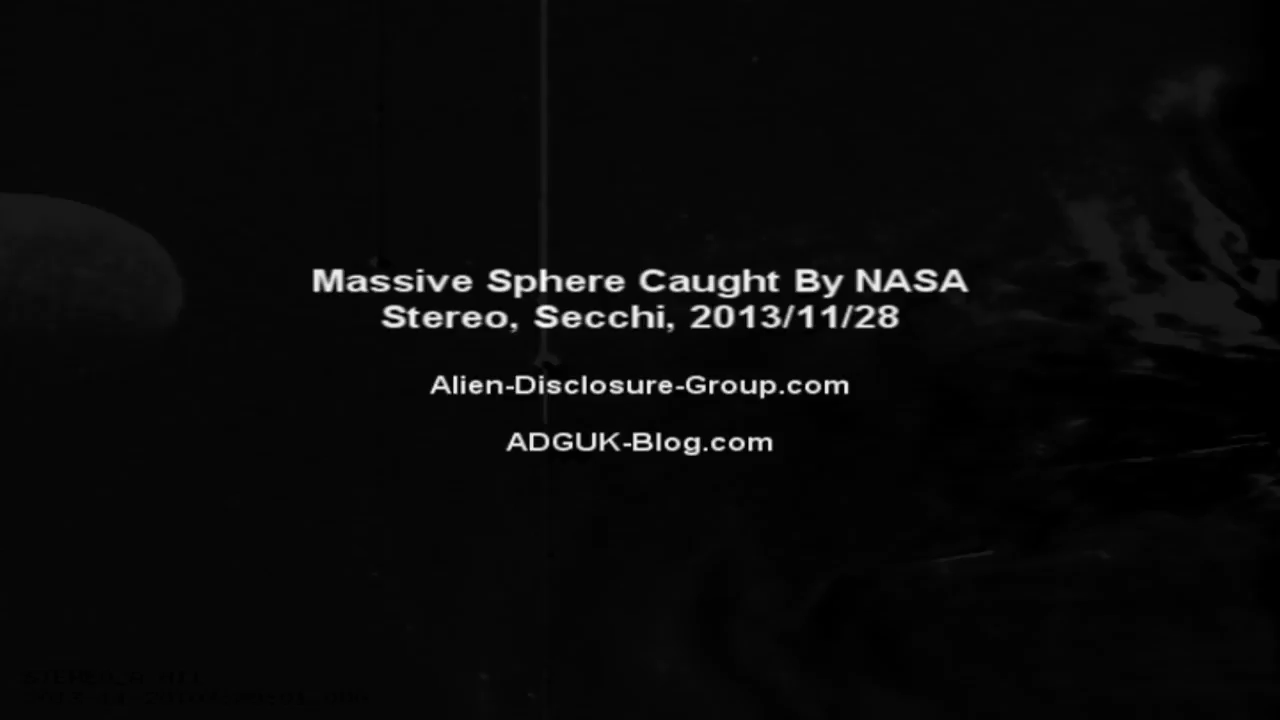 Massive Sphere Caught By NASA
Stereo, Secchi, 2013/11/28
Alien-Disclosure-Group.com
ADGUK-Blog.com